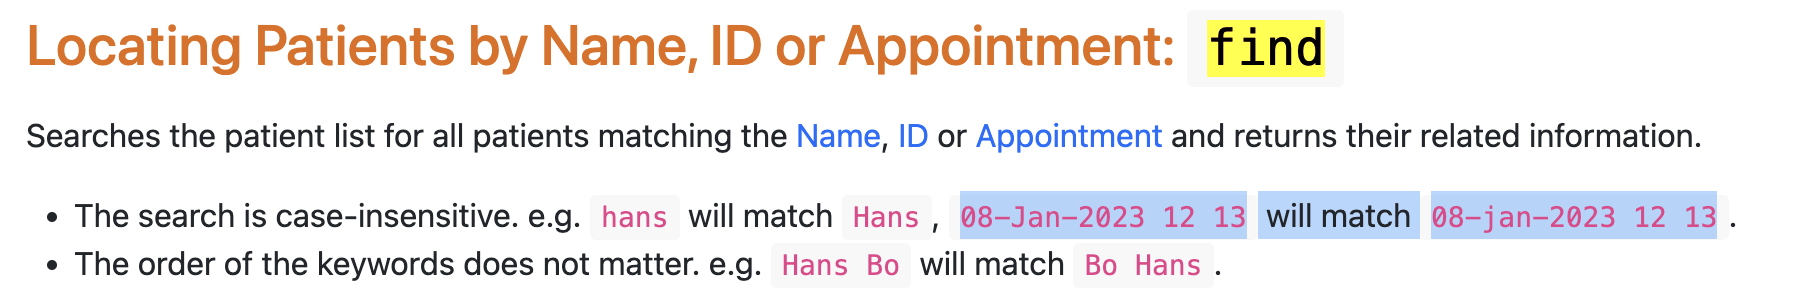 Locating Patients by Name, ID or Appointment: find
Searches the patient list for all patients matching the Name, ID or Appointment and returns their related information.
• The search is case-insensitive. e.g. hans will match Hans , 08-Jan-2023 12 13 will match 08-jan-2023 12 13 .
• The order of the keywords does not matter. e.g. Hans Bo will match Bo Hans .